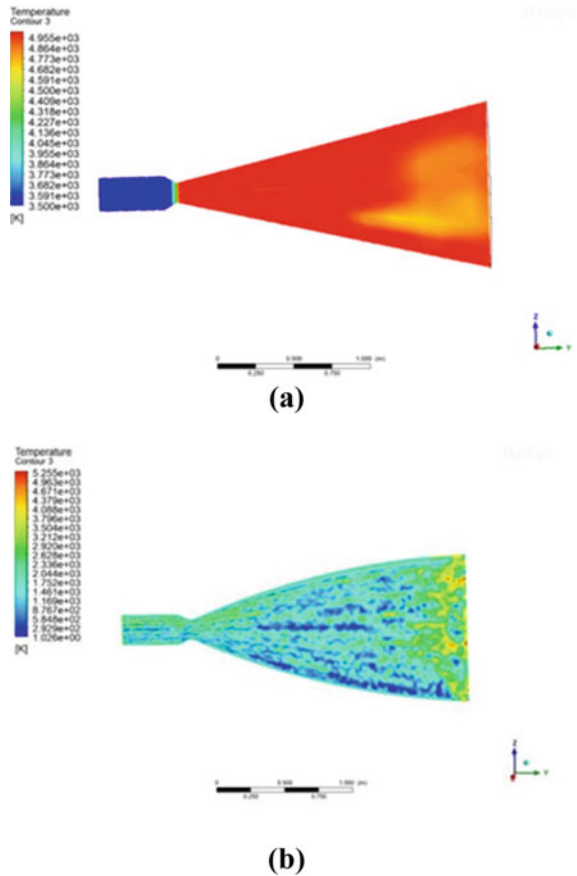 Temperature
Contour 3
4.955e+03
4.864e+03
4.773e+03
4.682e+03
4.591e+03
4.500e+03
4.409e+03
4.318e+03
4.227e+03
4.136e+03
4.045e+03
3.955e+03
3.864e+03
3.773e+03
3.682e+03
3.591e+03
3.500e+03
[K]
Z
Y
0 0.500 1.000 (m)
0.250 0.750
(a)
Temperature
Contour 3
5.255e+03
4.963e+03
4.671e+03
4.379e+03
4.088e+03
3.796e+03
3.504e+03
3.212e+03
2.920e+03
2.628e+03
2.336e+03
2.044e+03
1.752e+03
1.461e+03
1.169e+03
8.767e+02
5.848e+02
2.929e+02
1.026e+00
[K]
Z
Y
0 0.500 1.000 (m)
0.250 0.750
(b)